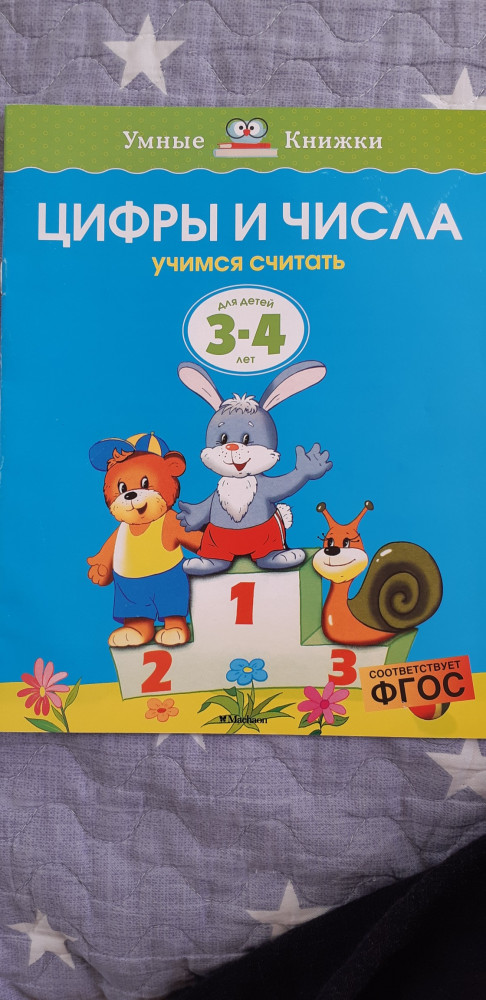 Умные Книжки
ЦИФРЫ И ЧИСЛА
УЧИМСЯ СЧИТАТЬ
для детей
3-4
лет
1
2
3
СООТВЕТСТВУЕТ
ФГОС
Machaon